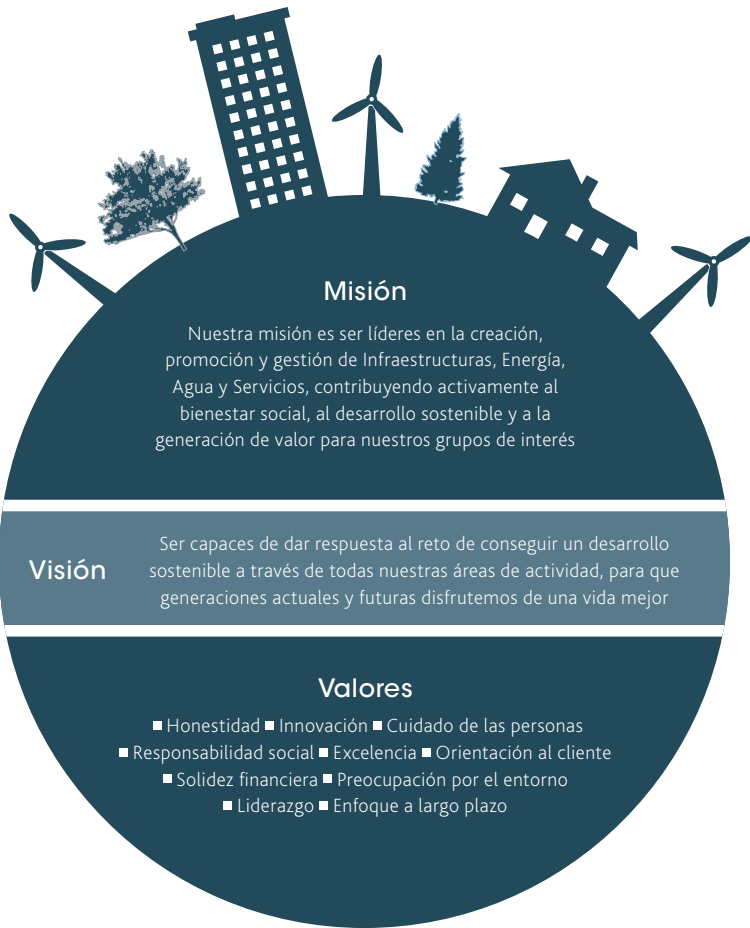 Misión
Nuestra misión es ser líderes en la creación,
promoción y gestión de Infraestructuras, Energía,
Agua y Servicios, contribuyendo activamente al
bienestar social, al desarrollo sostenible y a la
generación de valor para nuestros grupos de interés
Visión
Ser capaces de dar respuesta al reto de conseguir un desarrollo
sostenible a través de todas nuestras áreas de actividad, para que
generaciones actuales y futuras disfrutemos de una vida mejor
Valores
■ Honestidad ■ Innovación ■ Cuidado de las personas
■ Responsabilidad social ■ Excelencia ■ Orientación al cliente
■ Solidez financiera ■ Preocupación por el entorno
■ Liderazgo ■ Enfoque a largo plazo